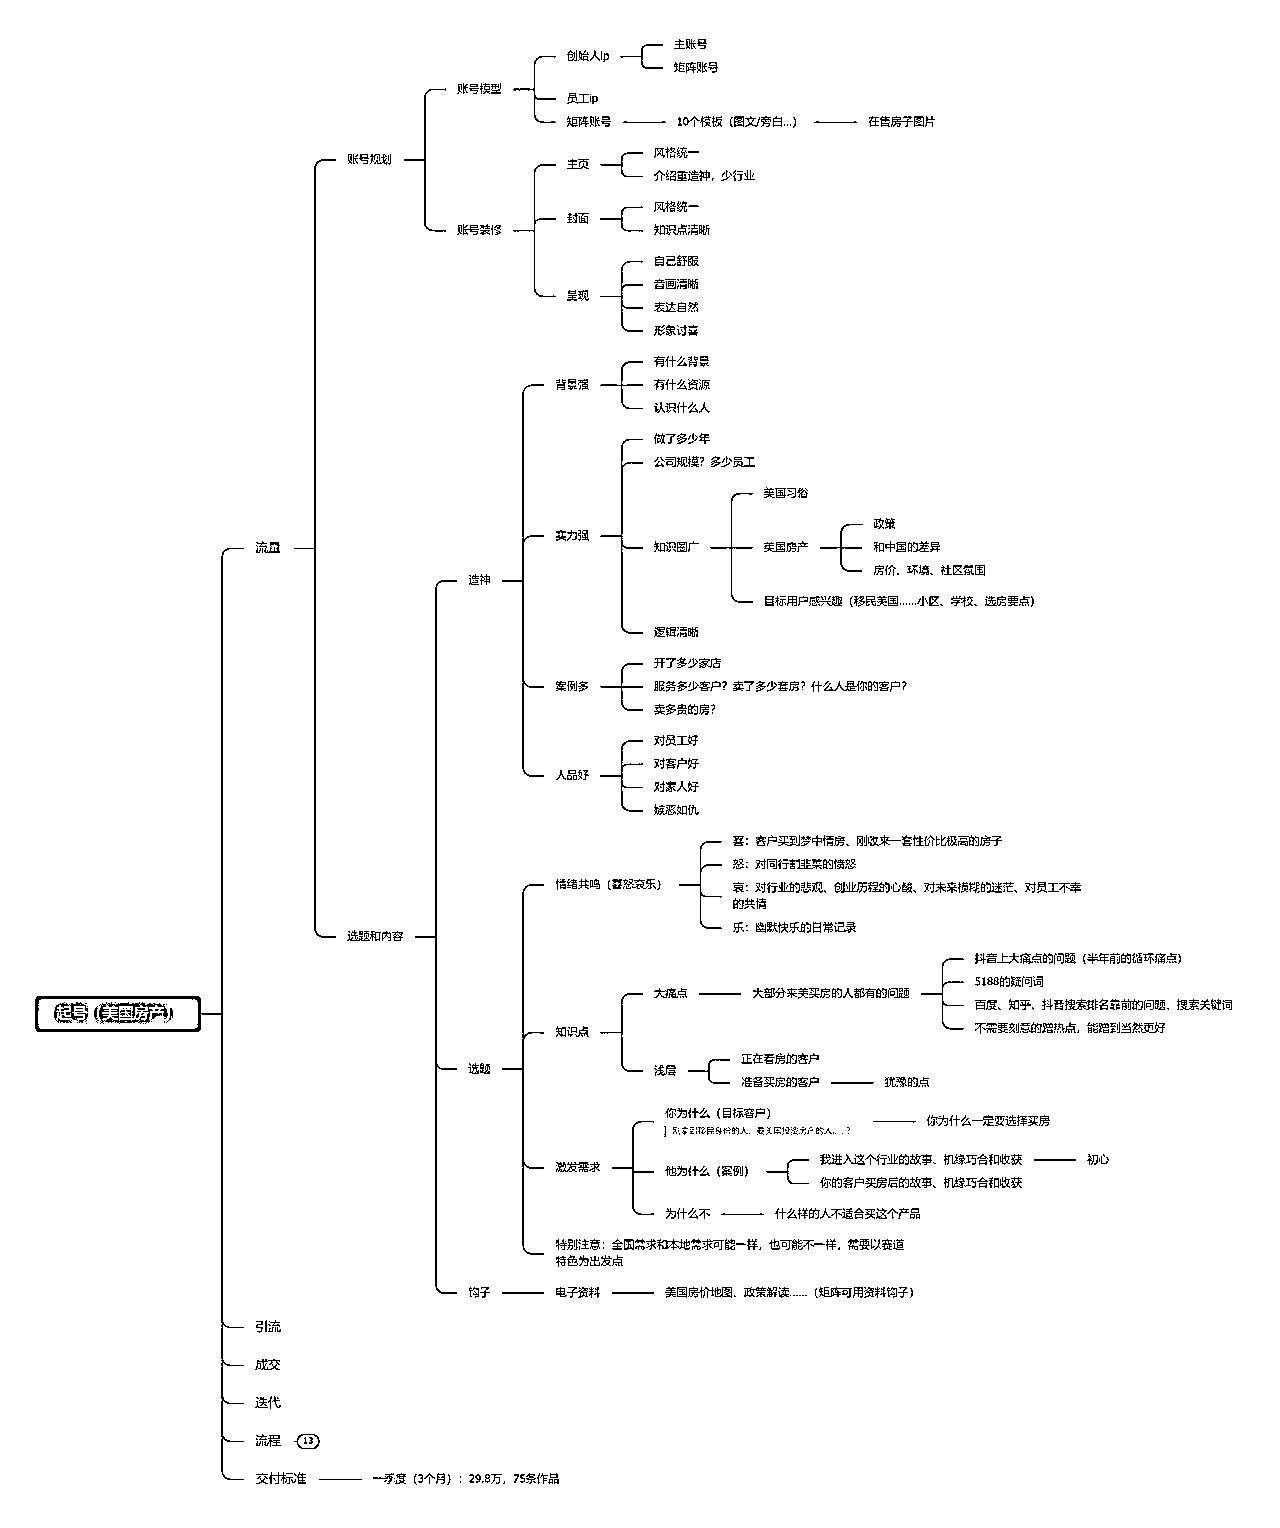 创始人ip
主账号
矩阵账号
账号模型
员工ip
矩阵账号
10个模板（图文/旁白...）
在售房子图片
账号规划
主页
风格统一
介绍重造神，少行业
封面
风格统一
知识点清晰
账号装修
呈现
自己舒服
音画清晰
表达自然
形象讨喜
背景强
有什么背景
有什么资源
认识什么人
实力强
做了多少年
公司规模？多少员工
知识面广
美国习俗
美国房产
政策
和中国的差异
房价、环境、社区氛围
目标用户感兴趣（移民美国......小区、学校、选房要点）
逻辑清晰
流量
造神
案例多
开了多少家店
服务多少客户？卖了多少套房？什么人是你的客户？
卖多贵的房？
人品好
对员工好
对客户好
对家人好
嫉恶如仇
选题和内容
情绪共鸣（喜怒哀乐）
喜：客户买到梦中情房、刚收来一套性价比极高的房子
怒：对同行割韭菜的愤怒
哀：对行业的悲观、创业历程的心酸、对未来模糊的迷茫、对员工不幸
的共情
乐：幽默快乐的日常记录
起号（美国房产）
选题
知识点
大痛点
大部分来美买房的人都有的问题
抖音上大痛点的问题（半年前的循环痛点）
5188的疑问词
百度、知乎、抖音搜索排名靠前的问题、搜索关键词
不需要刻意的蹭热点，能蹭到当然更好
浅层
正在看房的客户
准备买房的客户
犹豫的点
激发需求
你为什么（目标客户）
你为什么一定要选择买房
他为什么（案例）
我进入这个行业的故事、机缘巧合和收获
初心
你的客户买房后的故事、机缘巧合和收获
为什么不
什么样的人不适合买这个产品
特别注意：全国需求和本地需求可能一样，也可能不一样，需要以赛道
特色为出发点
钩子
电子资料
美国房价地图、政策解读......（矩阵可用资料钩子）
引流
成交
迭代
流程
13
交付标准
一季度（3个月）：29.8万，75条作品